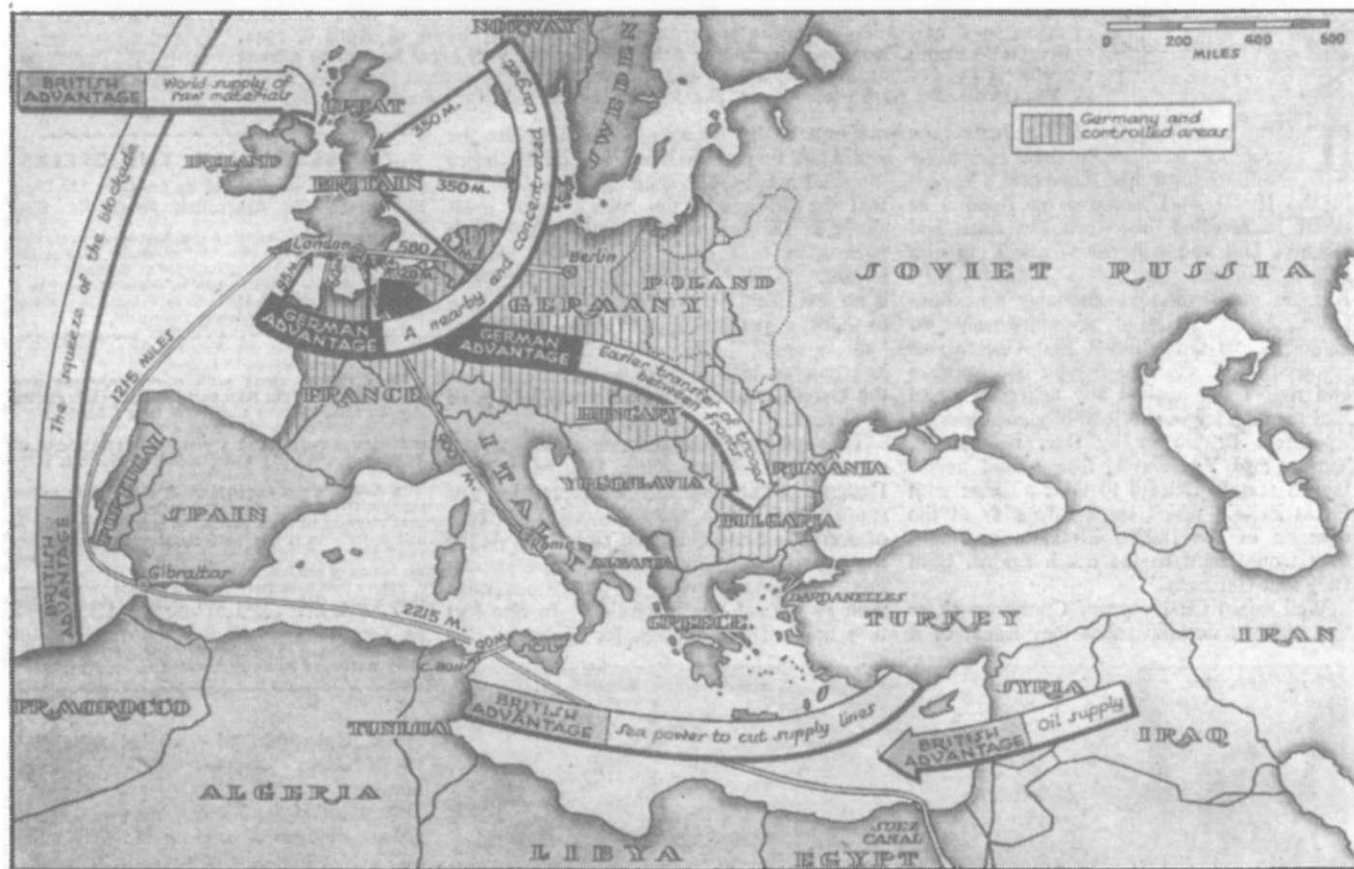 NORWAY
SWEDEN
0 200 400 600
MILES
BRITISH
ADVANTAGE
World supply of
raw materials
GREAT
BRITAIN
IRELAND
350 M.
350 M.
A nearby and concentrated target
Germany and
controlled areas
The squeeze of the blockade
BRITISH
ADVANTAGE
London
580
Berlin
POLAND
GERMANY
SOVIET RUSSIA
95 M.
GERMAN
ADVANTAGE
GERMAN
ADVANTAGE
Easier transfer of troops
between fronts
1215 MILES
FRANCE
HUNGARY
ITALY
RUMANIA
YUGOSLAVIA
BULGARIA
PORTUGAL
SPAIN
Rome
ALBANIA
Gibraltar
2215 M.
90 M.
C. BON
SICILY
GREECE
DARDANELLES
TURKEY
IRAN
FR. MOROCCO
TUNISIA
BRITISH
ADVANTAGE
Sea power to cut supply lines
SYRIA
BRITISH
ADVANTAGE
Oil supply
IRAQ
ALGERIA
LIBYA
SUEZ
CANAL
EGYPT